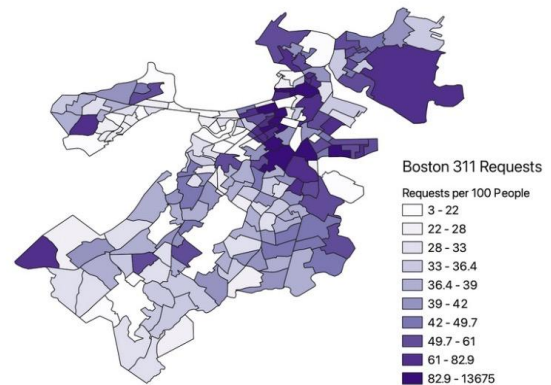 Boston 311 Requests
Requests per 100 People
3 - 22
22 - 28
28 - 33
33 - 36.4
36.4 - 39
39 - 42
42 - 49.7
49.7 - 61
61 - 82.9
82.9 - 13675